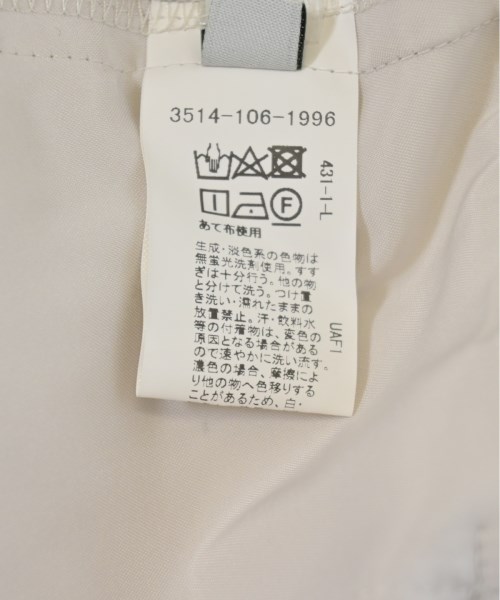 3514-106-1996
431-1-L
F
あて布使用
生成・淡色系の色物は
無蛍光洗剤使用。すす
ぎは十分行う。他の物
と分けて洗う。つけ置
き洗い・濡れたままの
放置禁止。汗・飲料水
等の付着物は、変色の
原因となる場合がある
ので速やかに洗い流す。
濃色の場合、摩擦によ
り他の物へ色移りする
ことがあるため、白・
UAF1